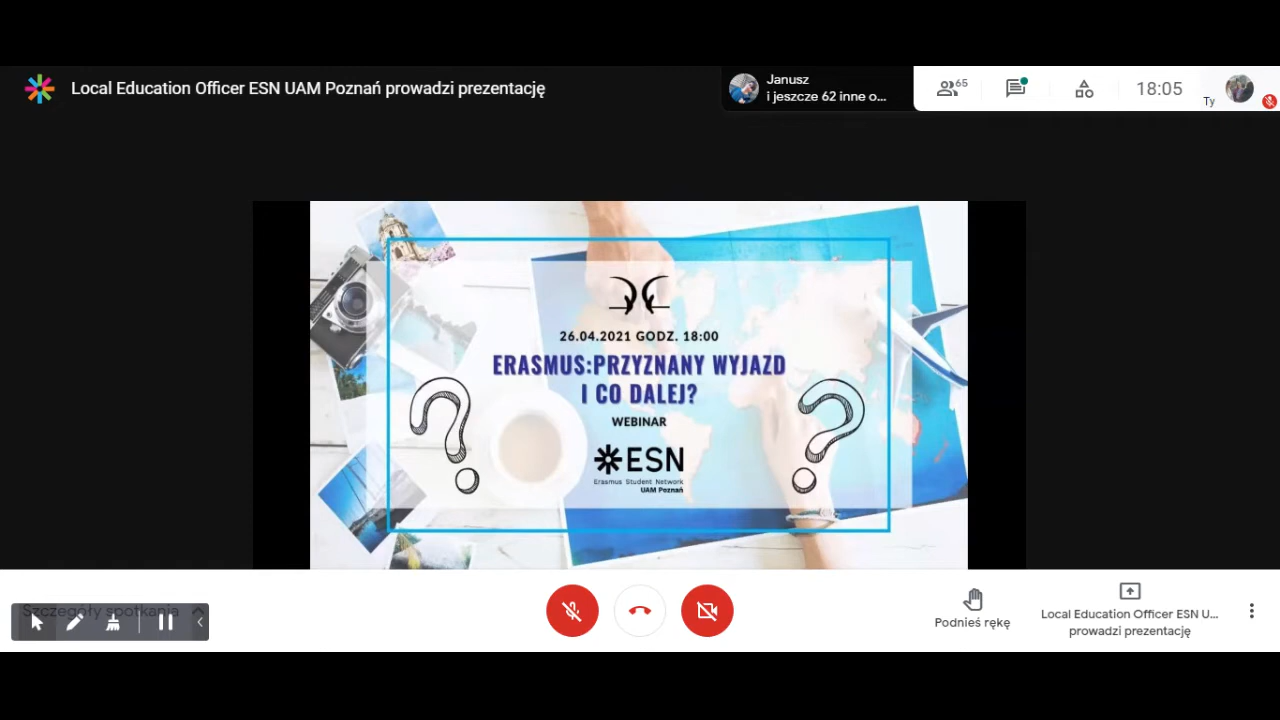 Local Education Officer ESN UAM Poznań prowadzi prezentację
Janusz
i jeszcze 62 inne o...
65
18:05
Ty
26.04.2021 GODZ. 18:00
ERASMUS:PRZYZNANY WYJAZD
I CO DALEJ?
WEBINAR
ESN
Erasmus Student Network
UAM Poznań
Szczegóły spotkania
Podnieś rękę
Local Education Officer ESN U...
prowadzi prezentację